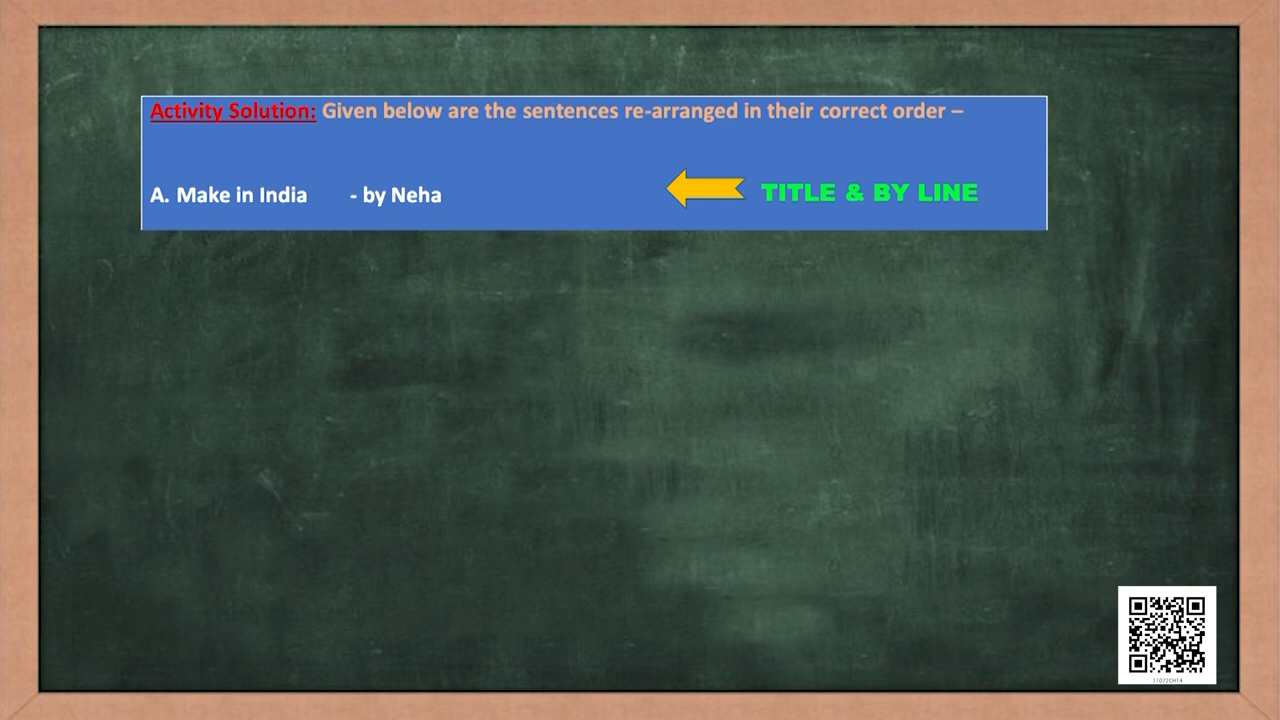 Activity Solution: Given below are the sentences re-arranged in their correct order –
A. Make in India - by Neha
TITLE & BY LINE
11072CH14